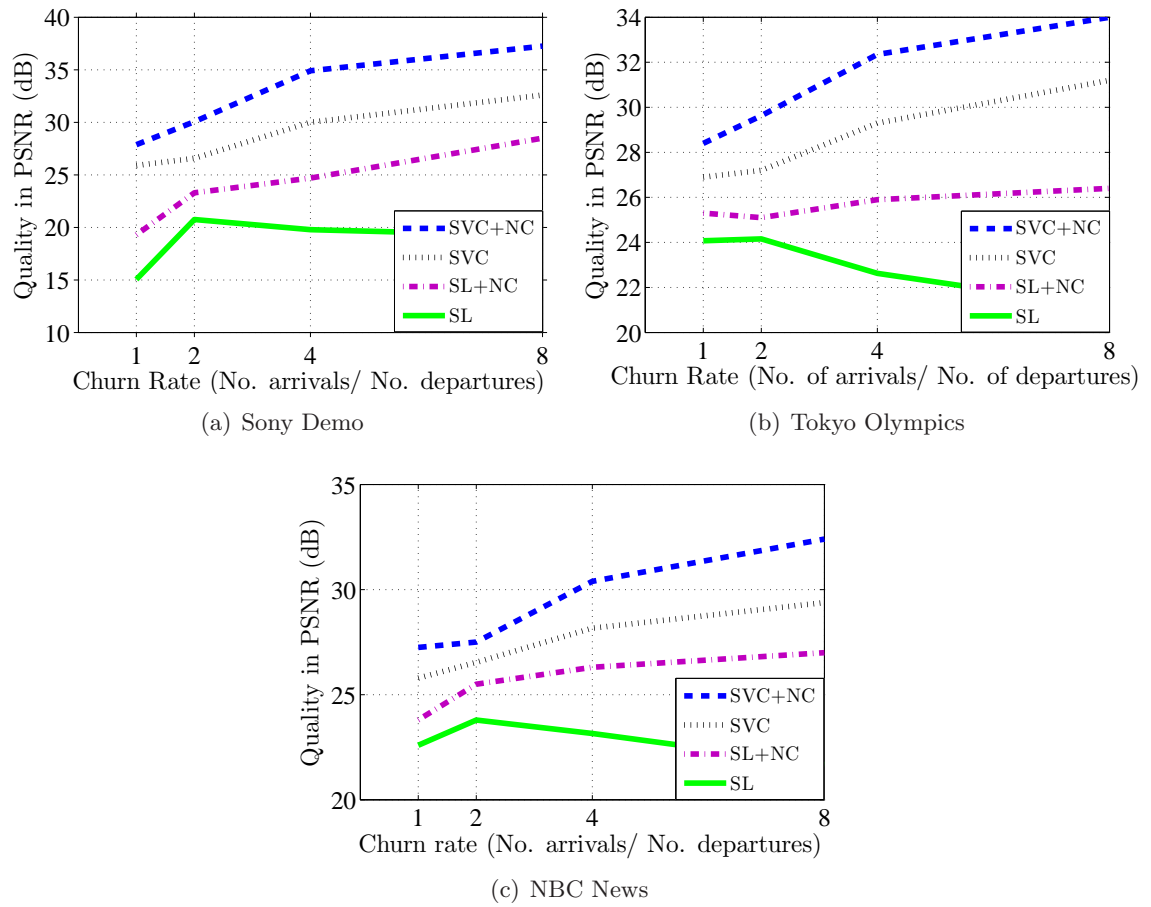 40
35
30
25
20
15
10
Quality in PSNR (dB)
SVC+NC
SVC
SL+NC
SL
1 2 4 8
Churn Rate (No. arrivals/ No. departures)
(a) Sony Demo
34
32
30
28
26
24
22
20
Quality in PSNR (dB)
SVC+NC
SVC
SL+NC
SL
1 2 4 8
Churn Rate (No. of arrivals/ No. of departures)
(b) Tokyo Olympics
35
30
25
20
Quality in PSNR (dB)
SVC+NC
SVC
SL+NC
SL
1 2 4 8
Churn rate (No. arrivals/ No. departures)
(c) NBC News